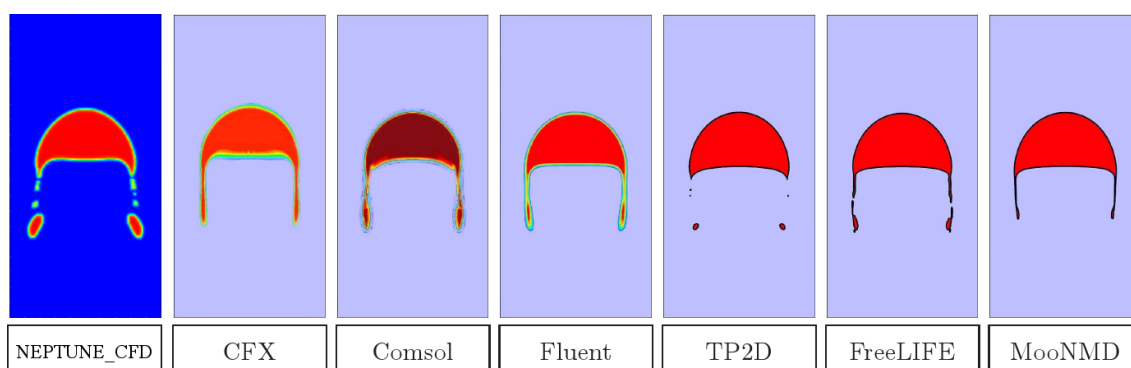 NEPTUNE_CFD
CFX
Comsol
Fluent
TP2D
FreeLIFE
MooNMD